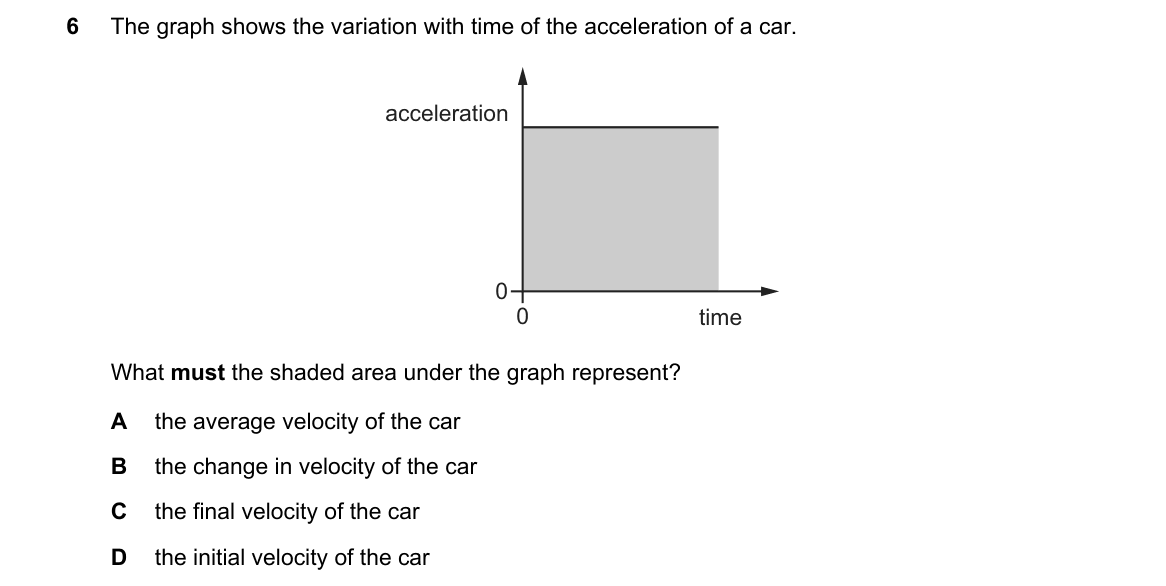 6 The graph shows the variation with time of the acceleration of a car.
acceleration
0
0
time
What must the shaded area under the graph represent?
A the average velocity of the car
B the change in velocity of the car
C the final velocity of the car
D the initial velocity of the car